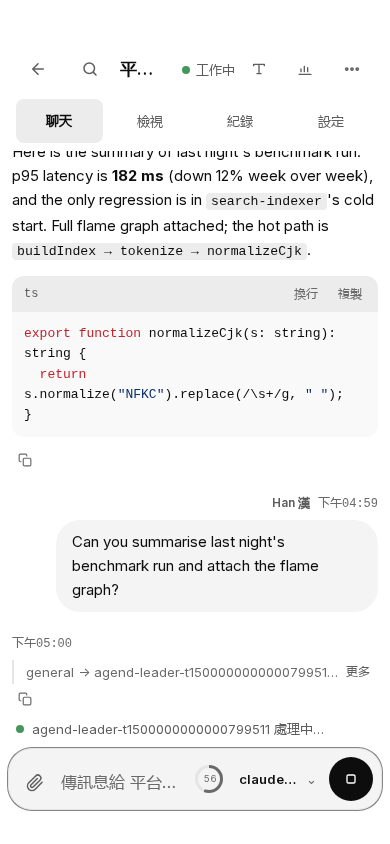 平… 工作中
聊天 檢視 紀錄 設定
Here is the summary of last night's benchmark run.
p95 latency is 182 ms (down 12% week over week),
and the only regression is in search-indexer's cold
start. Full flame graph attached; the hot path is
buildIndex → tokenize → normalizeCjk.
ts 換行 複製
export function normalizeCjk(s: string):
string {
return
s.normalize("NFKC").replace(/\s+/g, " ");
}
Han 漢 下午04:59
Can you summarise last night's
benchmark run and attach the flame
graph?
下午05:00
general → agend-leader-t1500000000000079951… 更多
agend-leader-t1500000000000799511 處理中…
傳訊息給 平台… 56 claude…